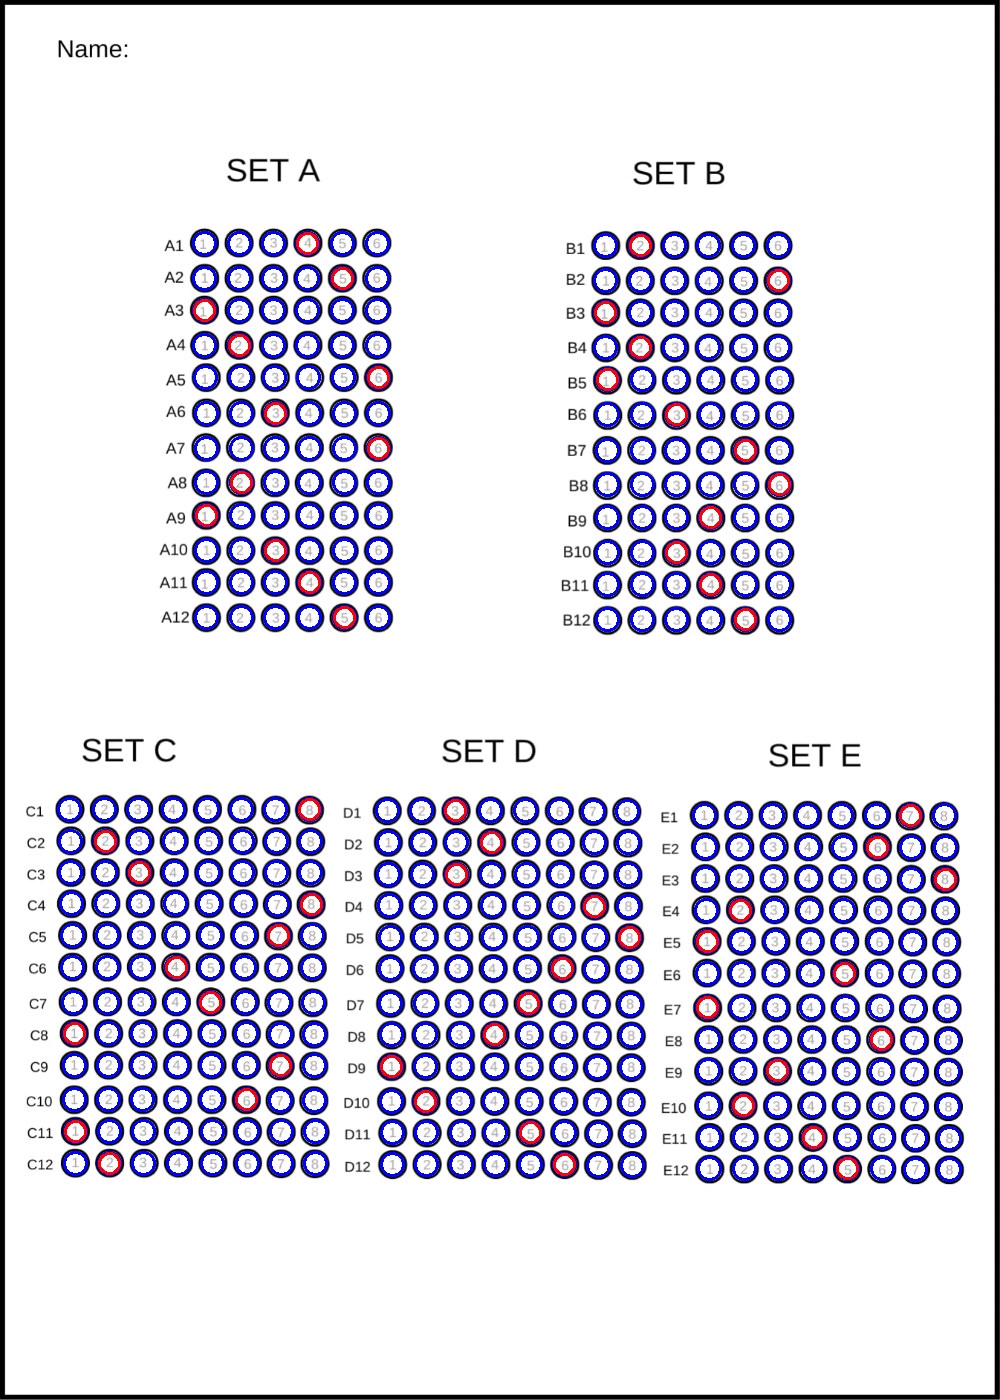 Name:
SET A
A1 1 2 3 4 5 6
A2 1 2 3 4 5 6
A3 1 2 3 4 5 6
A4 1 2 3 4 5 6
A5 1 2 3 4 5 6
A6 1 2 3 4 5 6
A7 1 2 3 4 5 6
A8 1 2 3 4 5 6
A9 1 2 3 4 5 6
A10 1 2 3 4 5 6
A11 1 2 3 4 5 6
A12 1 2 3 4 5 6
SET B
B1 1 2 3 4 5 6
B2 1 2 3 4 5 6
B3 1 2 3 4 5 6
B4 1 2 3 4 5 6
B5 1 2 3 4 5 6
B6 1 2 3 4 5 6
B7 1 2 3 4 5 6
B8 1 2 3 4 5 6
B9 1 2 3 4 5 6
B10 1 2 3 4 5 6
B11 1 2 3 4 5 6
B12 1 2 3 4 5 6
SET C
C1 1 2 3 4 5 6 7 8
C2 1 2 3 4 5 6 7 8
C3 1 2 3 4 5 6 7 8
C4 1 2 3 4 5 6 7 8
C5 1 2 3 4 5 6 7 8
C6 1 2 3 4 5 6 7 8
C7 1 2 3 4 5 6 7 8
C8 1 2 3 4 5 6 7 8
C9 1 2 3 4 5 6 7 8
C10 1 2 3 4 5 6 7 8
C11 1 2 3 4 5 6 7 8
C12 1 2 3 4 5 6 7 8
SET D
D1 1 2 3 4 5 6 7 8
D2 1 2 3 4 5 6 7 8
D3 1 2 3 4 5 6 7 8
D4 1 2 3 4 5 6 7 8
D5 1 2 3 4 5 6 7 8
D6 1 2 3 4 5 6 7 8
D7 1 2 3 4 5 6 7 8
D8 1 2 3 4 5 6 7 8
D9 1 2 3 4 5 6 7 8
D10 1 2 3 4 5 6 7 8
D11 1 2 3 4 5 6 7 8
D12 1 2 3 4 5 6 7 8
SET E
E1 1 2 3 4 5 6 7 8
E2 1 2 3 4 5 6 7 8
E3 1 2 3 4 5 6 7 8
E4 1 2 3 4 5 6 7 8
E5 1 2 3 4 5 6 7 8
E6 1 2 3 4 5 6 7 8
E7 1 2 3 4 5 6 7 8
E8 1 2 3 4 5 6 7 8
E9 1 2 3 4 5 6 7 8
E10 1 2 3 4 5 6 7 8
E11 1 2 3 4 5 6 7 8
E12 1 2 3 4 5 6 7 8